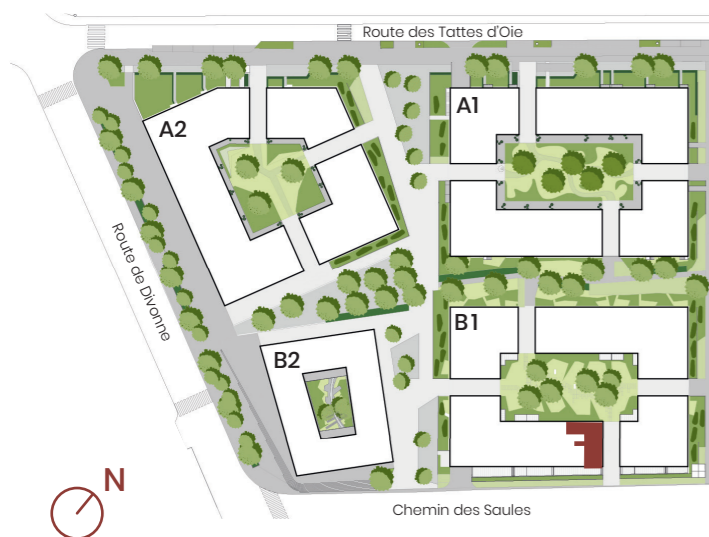 Route des Tattes d'Oie
A1
A2
Route de Divonne
B1
B2
N
Chemin des Saules